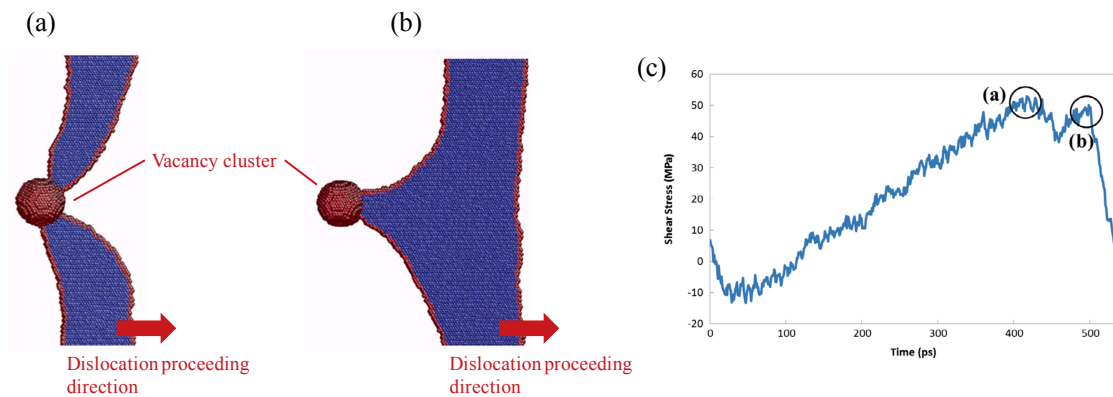 (a)
(b)
Vacancy cluster
Dislocation proceeding
direction
Dislocation proceeding
direction
(c)
60
50
40
30
20
10
0
-10
-20
0
100
200
300
400
500
Shear Stress (MPa)
Time (ps)
(a)
(b)